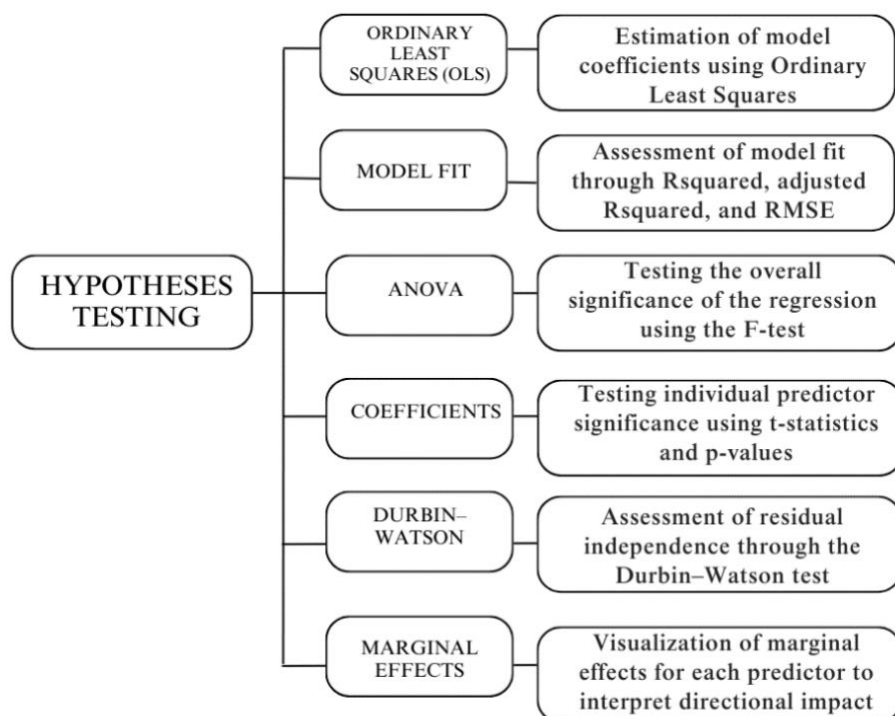 HYPOTHESES
TESTING
ORDINARY
LEAST
SQUARES (OLS)
Estimation of model
coefficients using Ordinary
Least Squares
MODEL FIT
Assessment of model fit
through Rsquared, adjusted
Rsquared, and RMSE
ANOVA
Testing the overall
significance of the regression
using the F-test
COEFFICIENTS
Testing individual predictor
significance using t-statistics
and p-values
DURBIN–
WATSON
Assessment of residual
independence through the
Durbin–Watson test
MARGINAL
EFFECTS
Visualization of marginal
effects for each predictor to
interpret directional impact